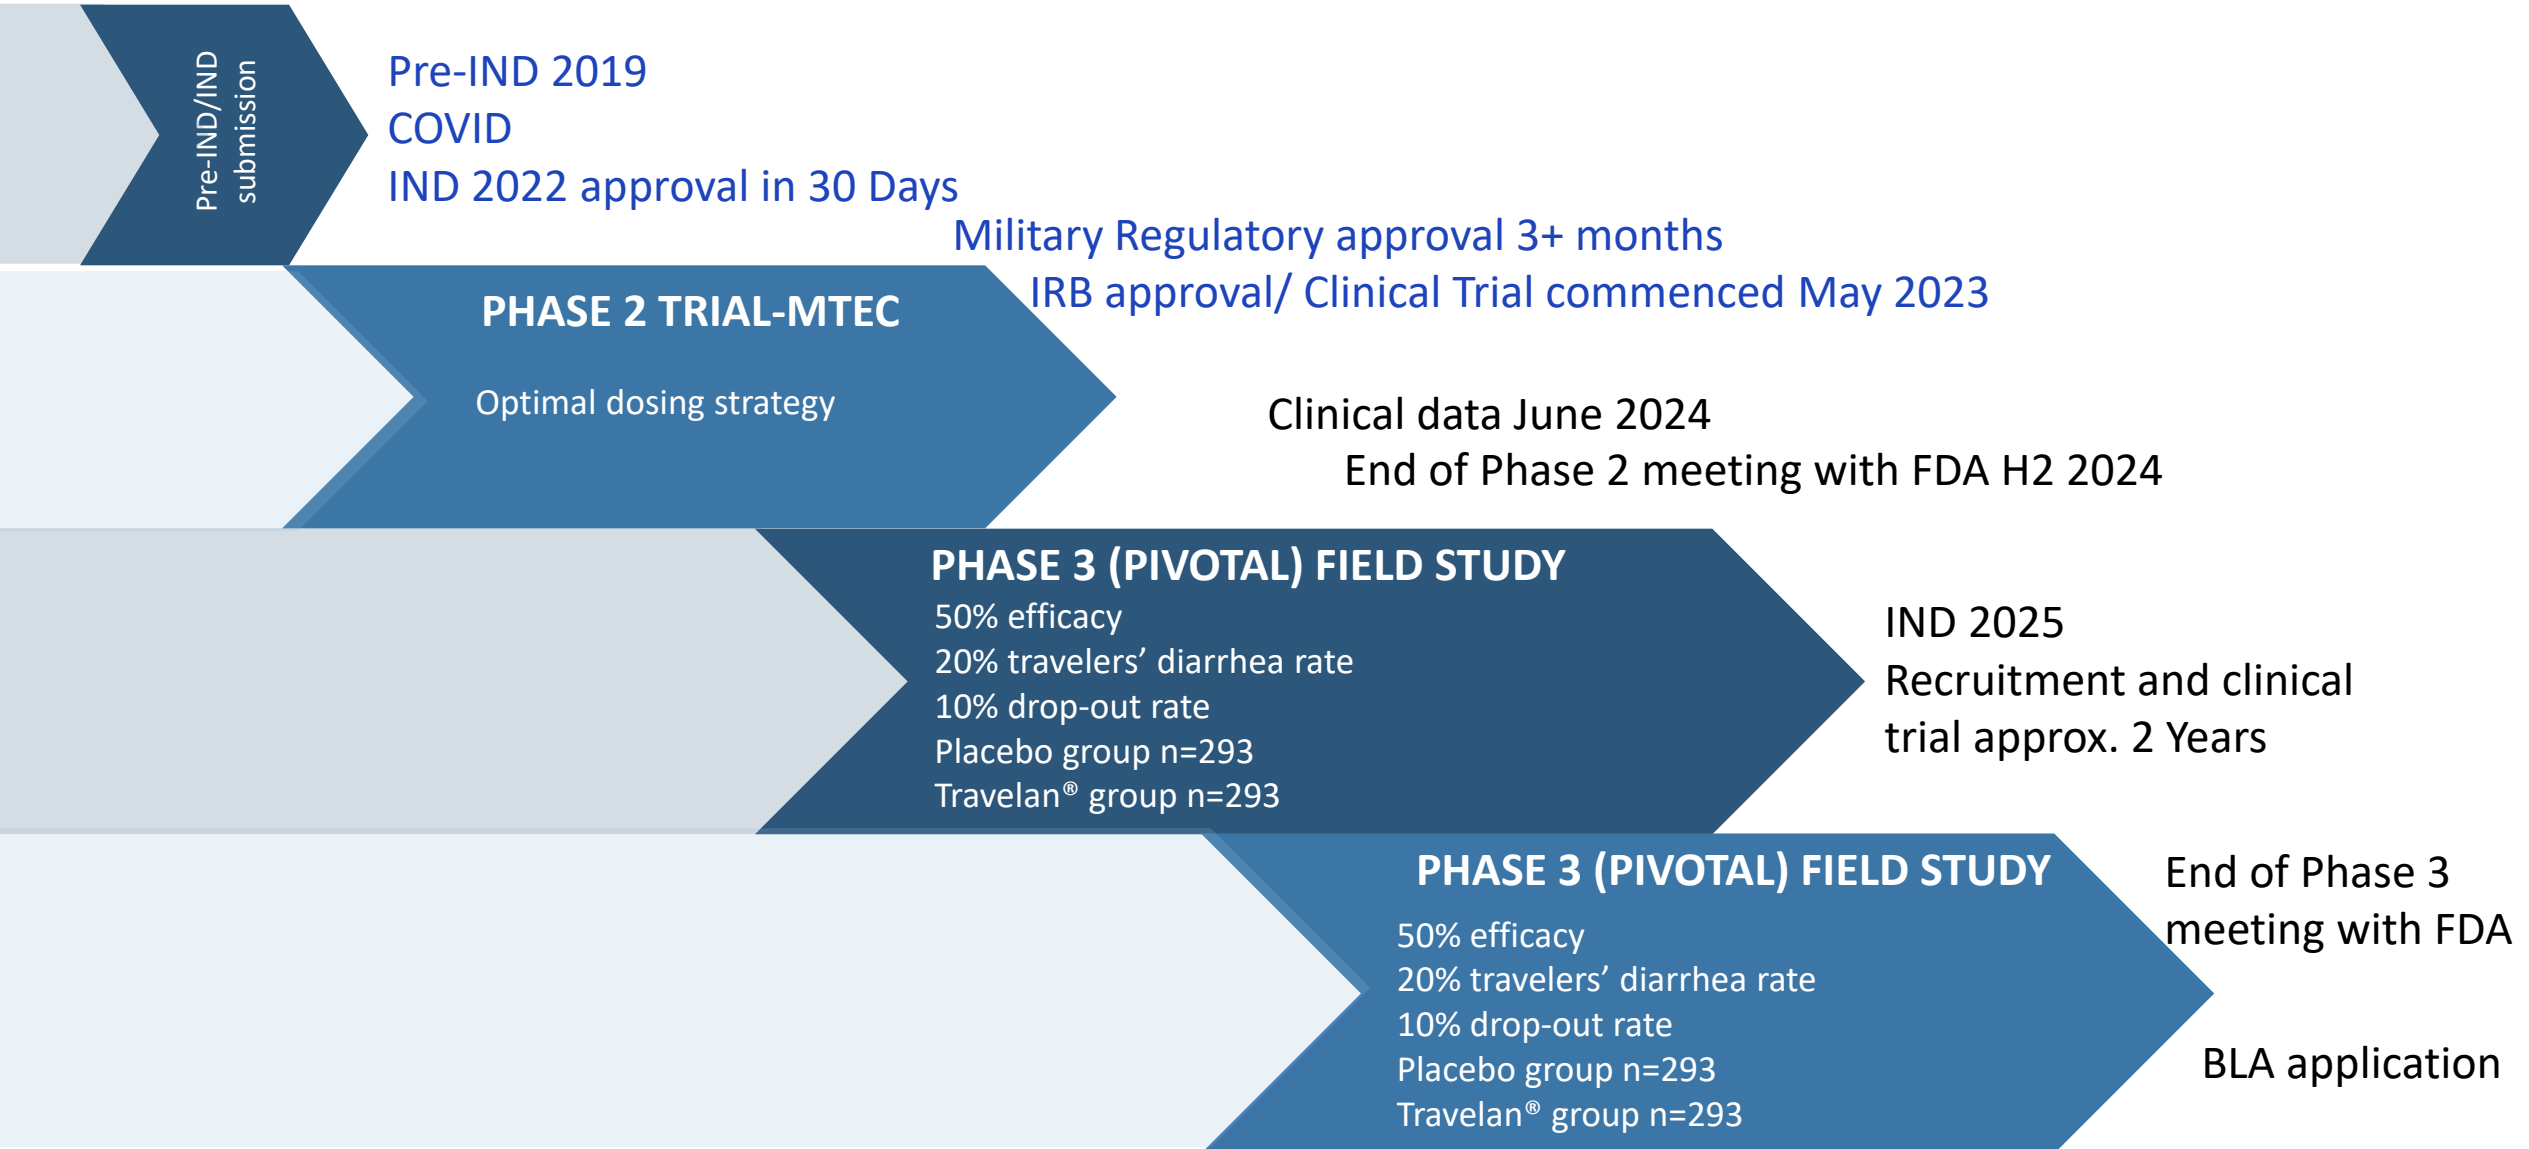 Pre-IND/IND
submission
Pre-IND 2019
COVID
IND 2022 approval in 30 Days
Military Regulatory approval 3+ months
IRB approval/ Clinical Trial commenced May 2023
PHASE 2 TRIAL-MTEC
Optimal dosing strategy
Clinical data June 2024
End of Phase 2 meeting with FDA H2 2024
PHASE 3 (PIVOTAL) FIELD STUDY
50% efficacy
20% travelers’ diarrhea rate
10% drop-out rate
Placebo group n=293
Travelan® group n=293
IND 2025
Recruitment and clinical
trial approx. 2 Years
PHASE 3 (PIVOTAL) FIELD STUDY
50% efficacy
20% travelers’ diarrhea rate
10% drop-out rate
Placebo group n=293
Travelan® group n=293
End of Phase 3
meeting with FDA
BLA application